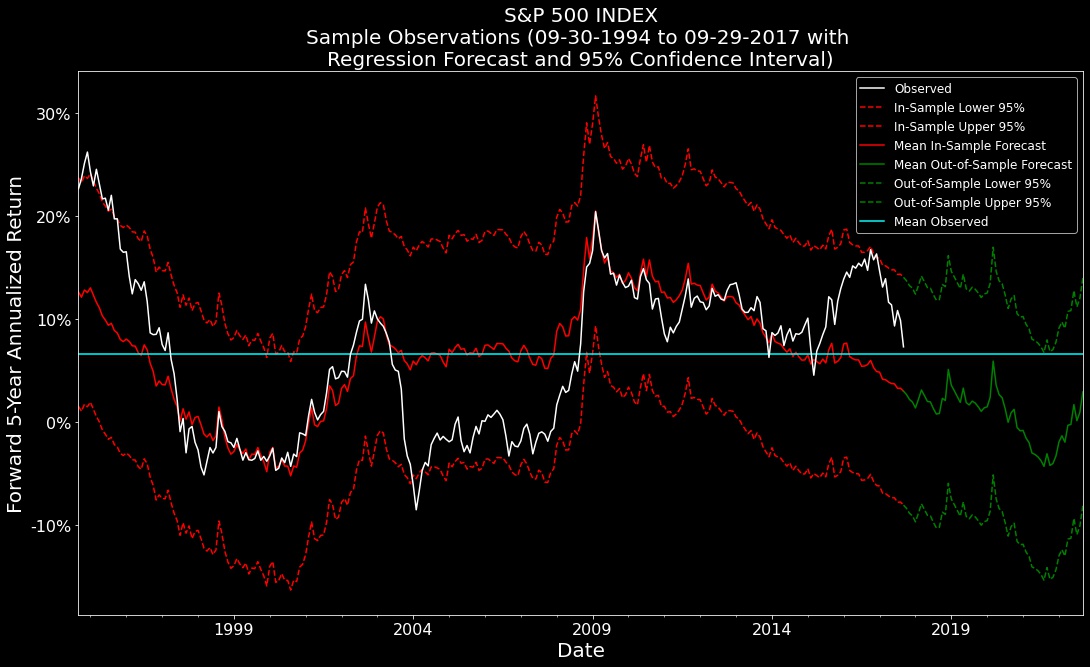 S&P 500 INDEX
Sample Observations (09-30-1994 to 09-29-2017 with
Regression Forecast and 95% Confidence Interval)
Forward 5-Year Annualized Return
30%
20%
10%
0%
-10%
Observed
In-Sample Lower 95%
In-Sample Upper 95%
Mean In-Sample Forecast
Mean Out-of-Sample Forecast
Out-of-Sample Lower 95%
Out-of-Sample Upper 95%
Mean Observed
1999
2004
2009
2014
2019
Date